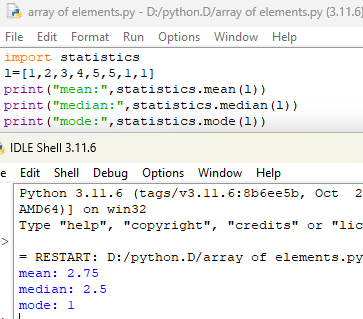 array of elements.py - D:/python.D/array of elements.py (3.11.6)
File Edit Format Run Options Window Help
import statistics
l=[1,2,3,4,5,5,1,1]
print("mean:",statistics.mean(l))
print("median:",statistics.median(l))
print("mode:",statistics.mode(l))
IDLE Shell 3.11.6
Edit Shell Debug Options Window Help
Python 3.11.6 (tags/v3.11.6:8b6ee5b, Oct 2
AMD64)] on win32
Type "help", "copyright", "credits" or "lic
>
= RESTART: D:/python.D/array of elements.py
mean: 2.75
median: 2.5
mode: 1